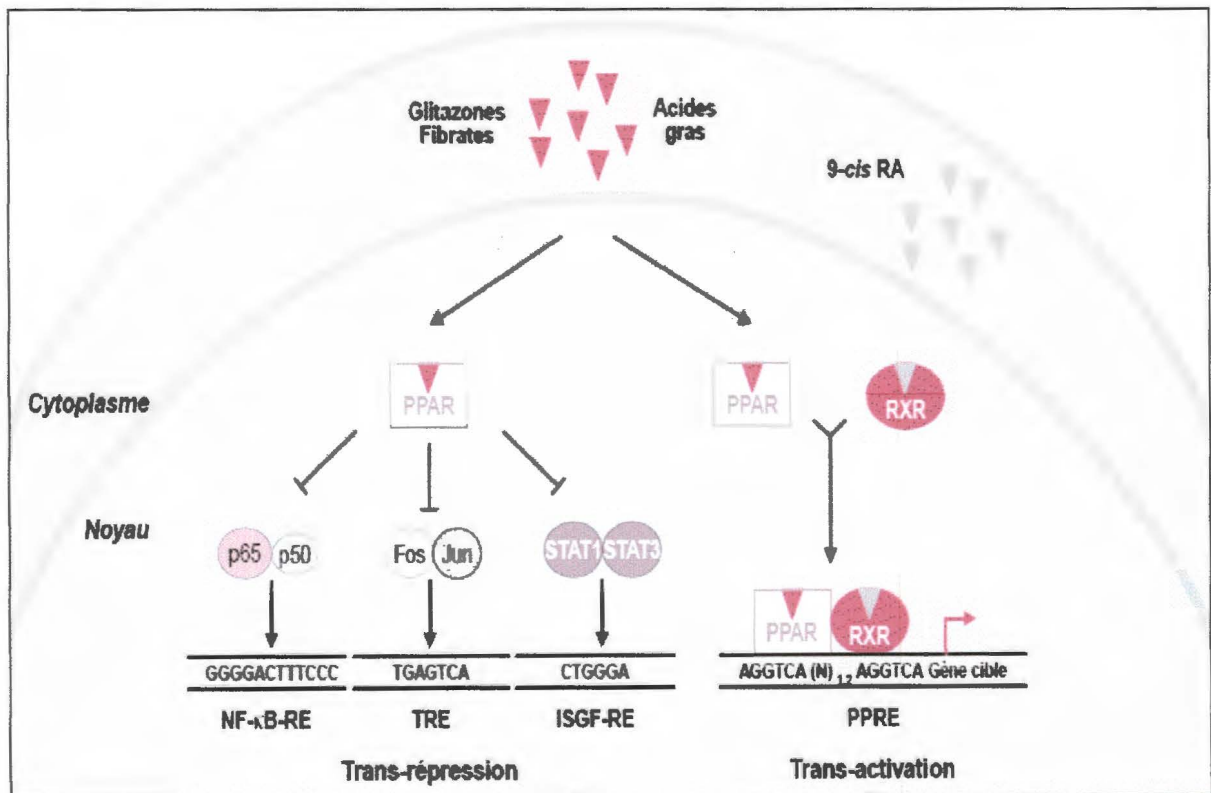 Glitazones
Fibrates
Acides
gras
9-cis RA
Cytoplasme
PPAR
PPAR
RXR
Noyau
p65 p50
Fos Jun
STAT1 STAT3
PPAR RXR
GGGGACTTTCCC
TGAGTCA
CTGGGA
AGGTCA (N)1,2 AGGTCA Gène cible
NF-κB-RE
TRE
ISGF-RE
PPRE
Trans-répression
Trans-activation